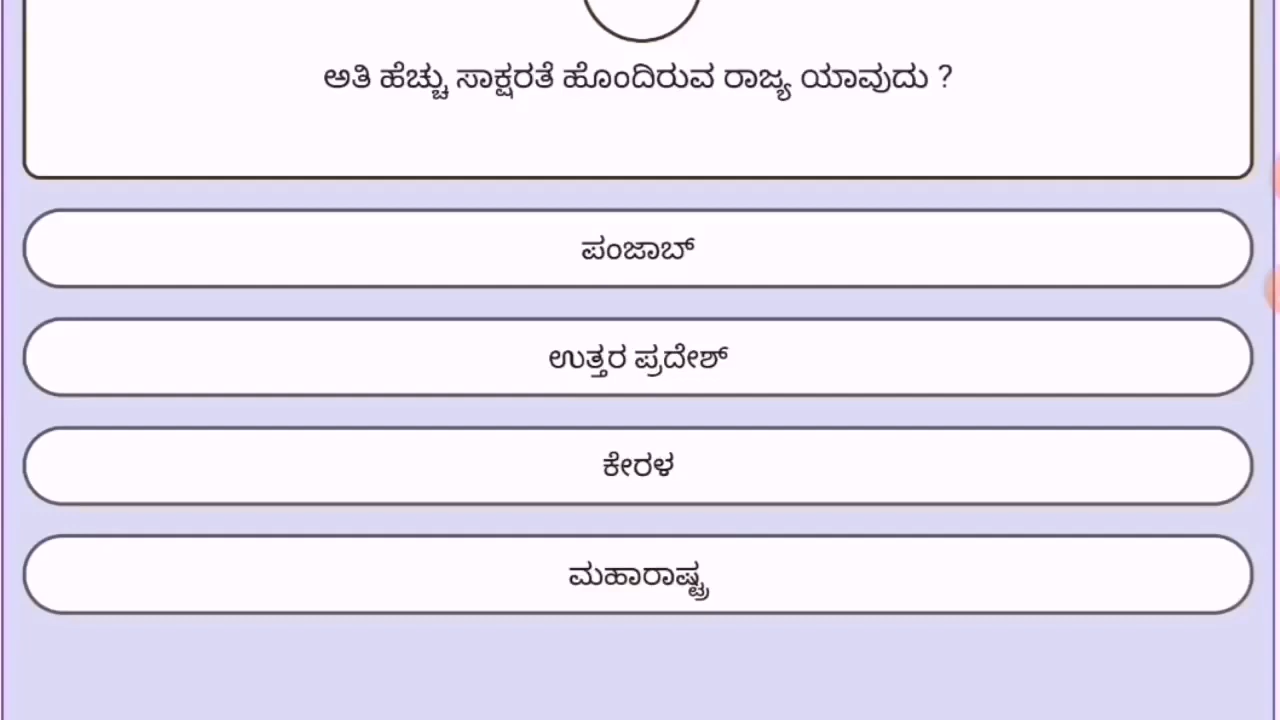 ಅತಿ ಹೆಚ್ಚು ಸಾಕ್ಷರತೆ ಹೊಂದಿರುವ ರಾಜ್ಯ ಯಾವುದು ?
ಪಂಜಾಬ್
ಉತ್ತರ ಪ್ರದೇಶ್
ಕೇರಳ
ಮಹಾರಾಷ್ಟ್ರ